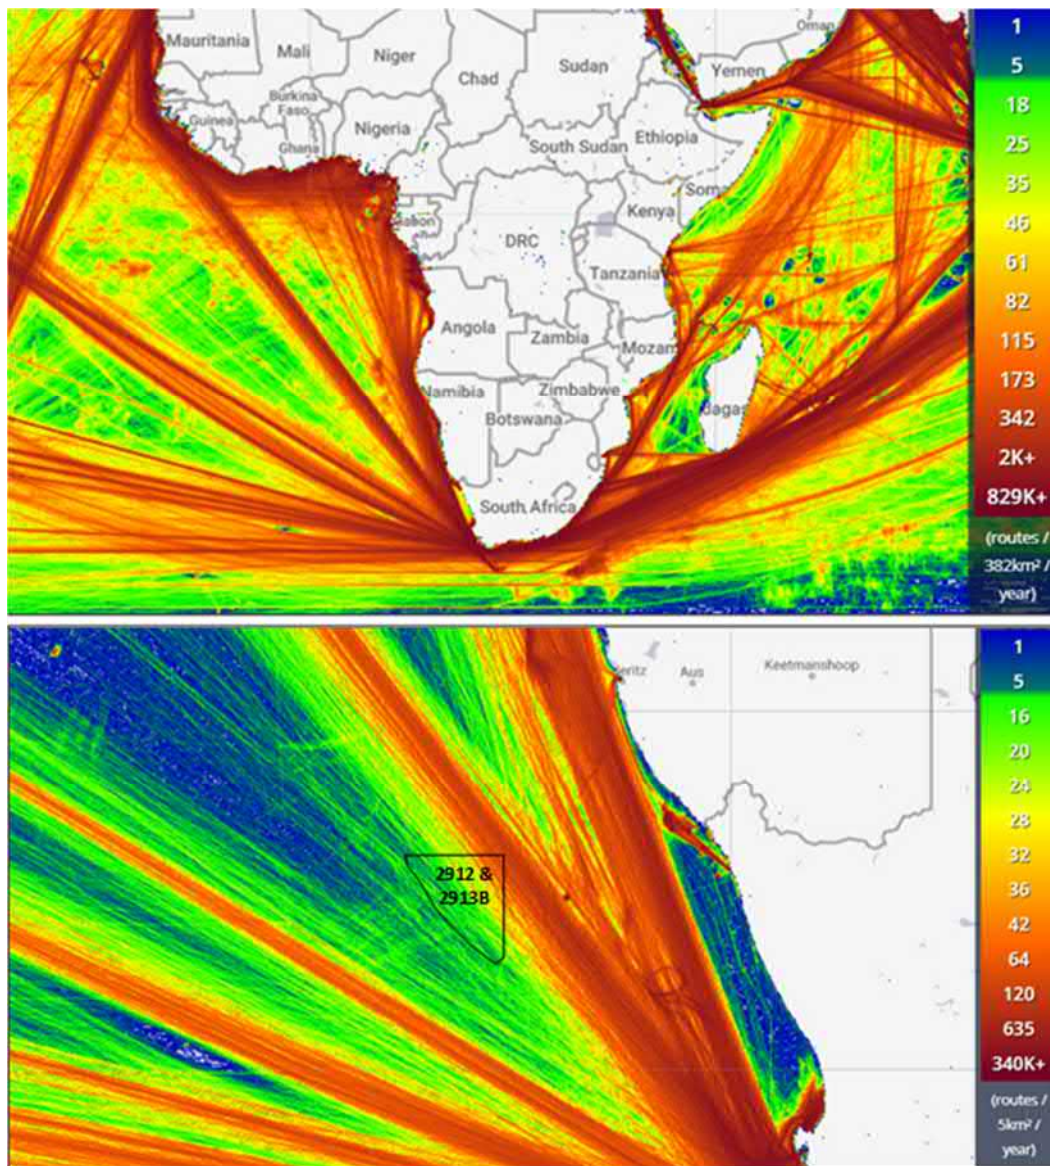 Mauritania
Mali
Niger
Chad
Sudan
Oman
Yemen
Burkina
Faso
Guinea
Ghana
Nigeria
Ethiopia
South Sudan
Soma
Kenya
DRC
Tanzania
Angola
Zambia
Mozam
Namibia
Zimbabwe
Botswana
dagas
South Africa
1
5
18
25
35
46
61
82
115
173
342
2K+
829K+
(routes /
382km² /
year)
eritz
Aus
Keetmanshoop
2912 &
2913B
1
5
16
20
24
28
32
36
42
64
120
635
340K+
(routes /
5km² /
year)